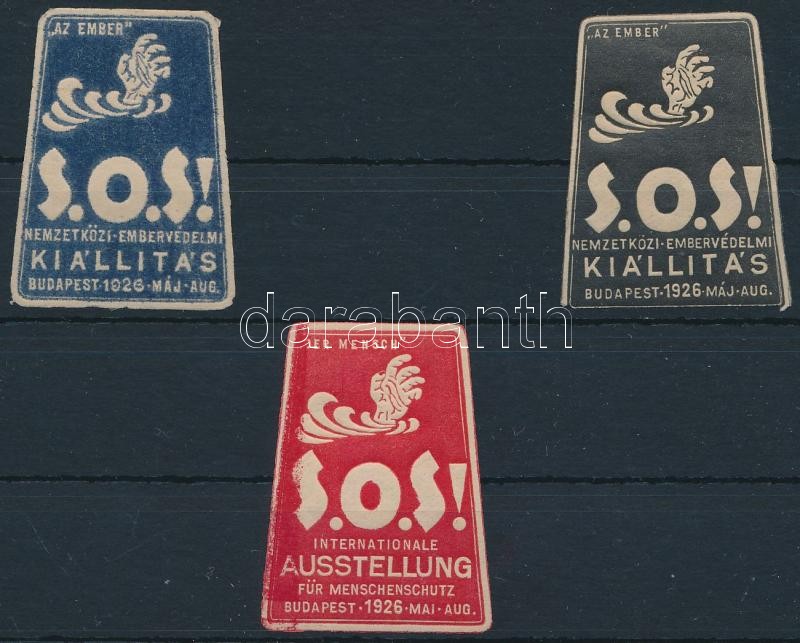 „AZ EMBER"
S.O.S!
NEMZETKÖZI·EMBERVÉDELMI
KIÁLLITÁS
BUDAPEST·1926·MÁJ·AUG.
„AZ EMBER"
S.O.S!
NEMZETKÖZI·EMBERVÉDELMI
KIÁLLITÁS
BUDAPEST·1926·MÁJ·AUG.
darabanth
MENSCH"
S.O.S!
INTERNATIONALE
AUSSTELLUNG
FÜR MENSCHENSCHUTZ
BUDAPEST·1926·MAI·AUG.